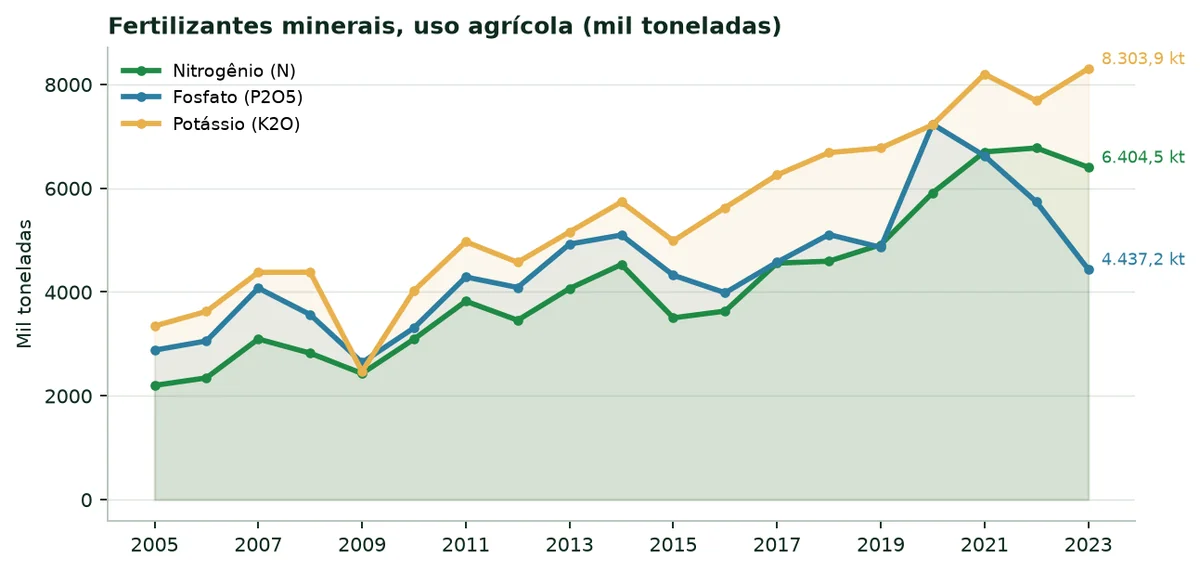 Fertilizantes minerais, uso agrícola (mil toneladas)
Nitrogênio (N)
Fosfato (P2O5)
Potássio (K2O)
8.303,9 kt
6.404,5 kt
4.437,2 kt
Mil toneladas
8000
6000
4000
2000
0
2005 2007 2009 2011 2013 2015 2017 2019 2021 2023